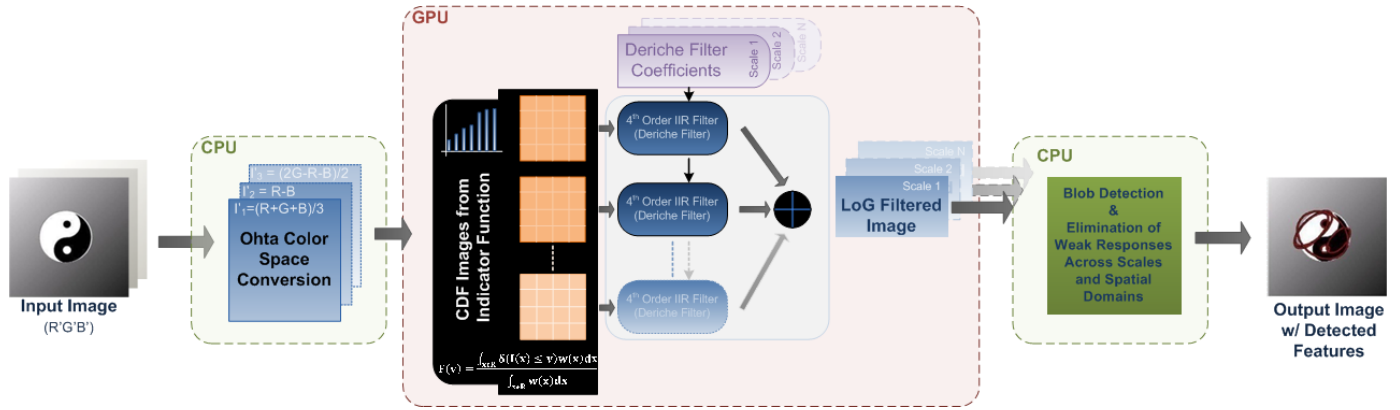 Input Image
(R'G'B')
CPU
I'3 = (2G-R-B)/2
I'2 = R-B
I'1=(R+G+B)/3
Ohta Color
Space
Conversion
GPU
CDF Images from
Indicator Function
F(v) = ∫x∈R δ(I(x) ≤ v)w(x)dx
∫x∈R w(x)dx
Deriche Filter
Coefficients
Scale 1
Scale 2
Scale N
4th Order IIR Filter
(Deriche Filter)
4th Order IIR Filter
(Deriche Filter)
4th Order IIR Filter
(Deriche Filter)
Scale N
Scale 2
Scale 1
LoG Filtered
Image
CPU
Blob Detection
&
Elimination of
Weak Responses
Across Scales
and Spatial
Domains
Output Image
w/ Detected
Features